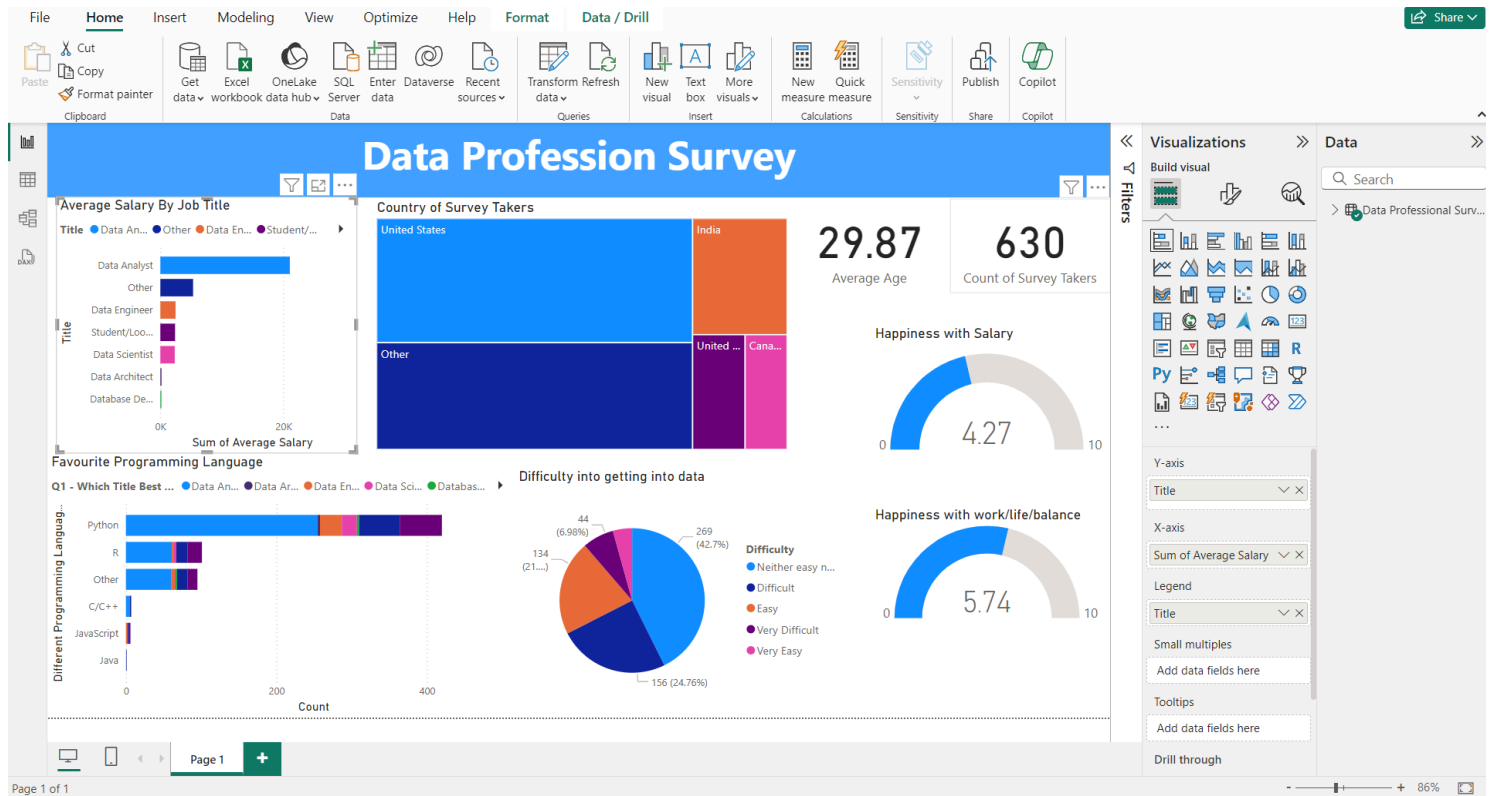 File Home Insert Modeling View Optimize Help Format Data / Drill Share
Paste
Cut
Copy
Format painter
Clipboard
Get data
Excel workbook
OneLake data hub
SQL Server
Enter data
Dataverse
Recent sources
Data
Transform data
Refresh
Queries
New visual
Text box
More visuals
Insert
New measure
Quick measure
Calculations
Sensitivity
Sensitivity
Publish
Share
Copilot
Copilot
Data Profession Survey
Average Salary By Job Title
Title Data An... Other Data En... Student/...
Title
Data Analyst
Other
Data Engineer
Student/Loo...
Data Scientist
Data Architect
Database De...
0K 20K
Sum of Average Salary
Country of Survey Takers
United States
India
Other
United ...
Cana...
29.87
Average Age
630
Count of Survey Takers
Happiness with Salary
4.27
0 10
Favourite Programming Language
Q1 - Which Title Best ... Data An... Data Ar... Data En... Data Sci... Databas...
Different Programming Languag...
Python
R
Other
C/C++
JavaScript
Java
0 200 400
Count
Difficulty into getting into data
44
(6.98%)
269
(42.7%)
134
(21....)
156 (24.76%)
Difficulty
Neither easy n...
Difficult
Easy
Very Difficult
Very Easy
Happiness with work/life/balance
5.74
0 10
Filters
Visualizations
Build visual
123
R
Py
123
...
Y-axis
Title
X-axis
Sum of Average Salary
Legend
Title
Small multiples
Add data fields here
Tooltips
Add data fields here
Drill through
Data
Search
Data Professional Surv...
DAX
Page 1
+
Page 1 of 1
- + 86%